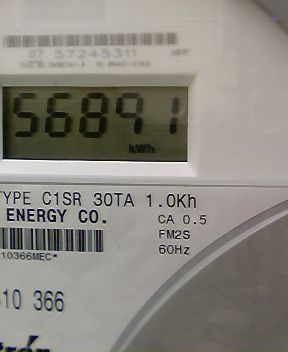 07 57245311
56891
kWh
TYPE C1SR 30TA 1.0Kh
ENERGY CO.
CA 0.5
FM2S
60Hz
10366MEC*
10 366